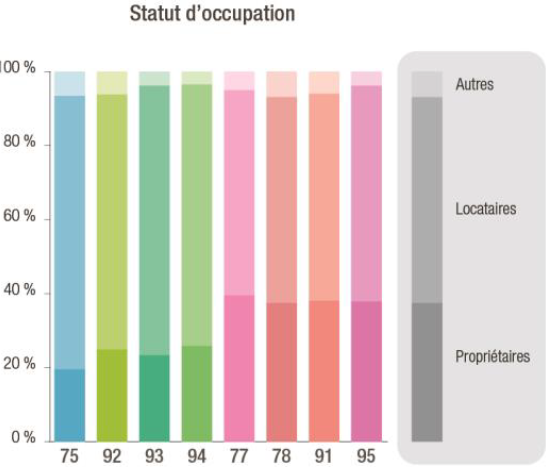 Statut d’occupation
100 %
80 %
60 %
40 %
20 %
0 %
75 92 93 94 77 78 91 95
Autres
Locataires
Propriétaires